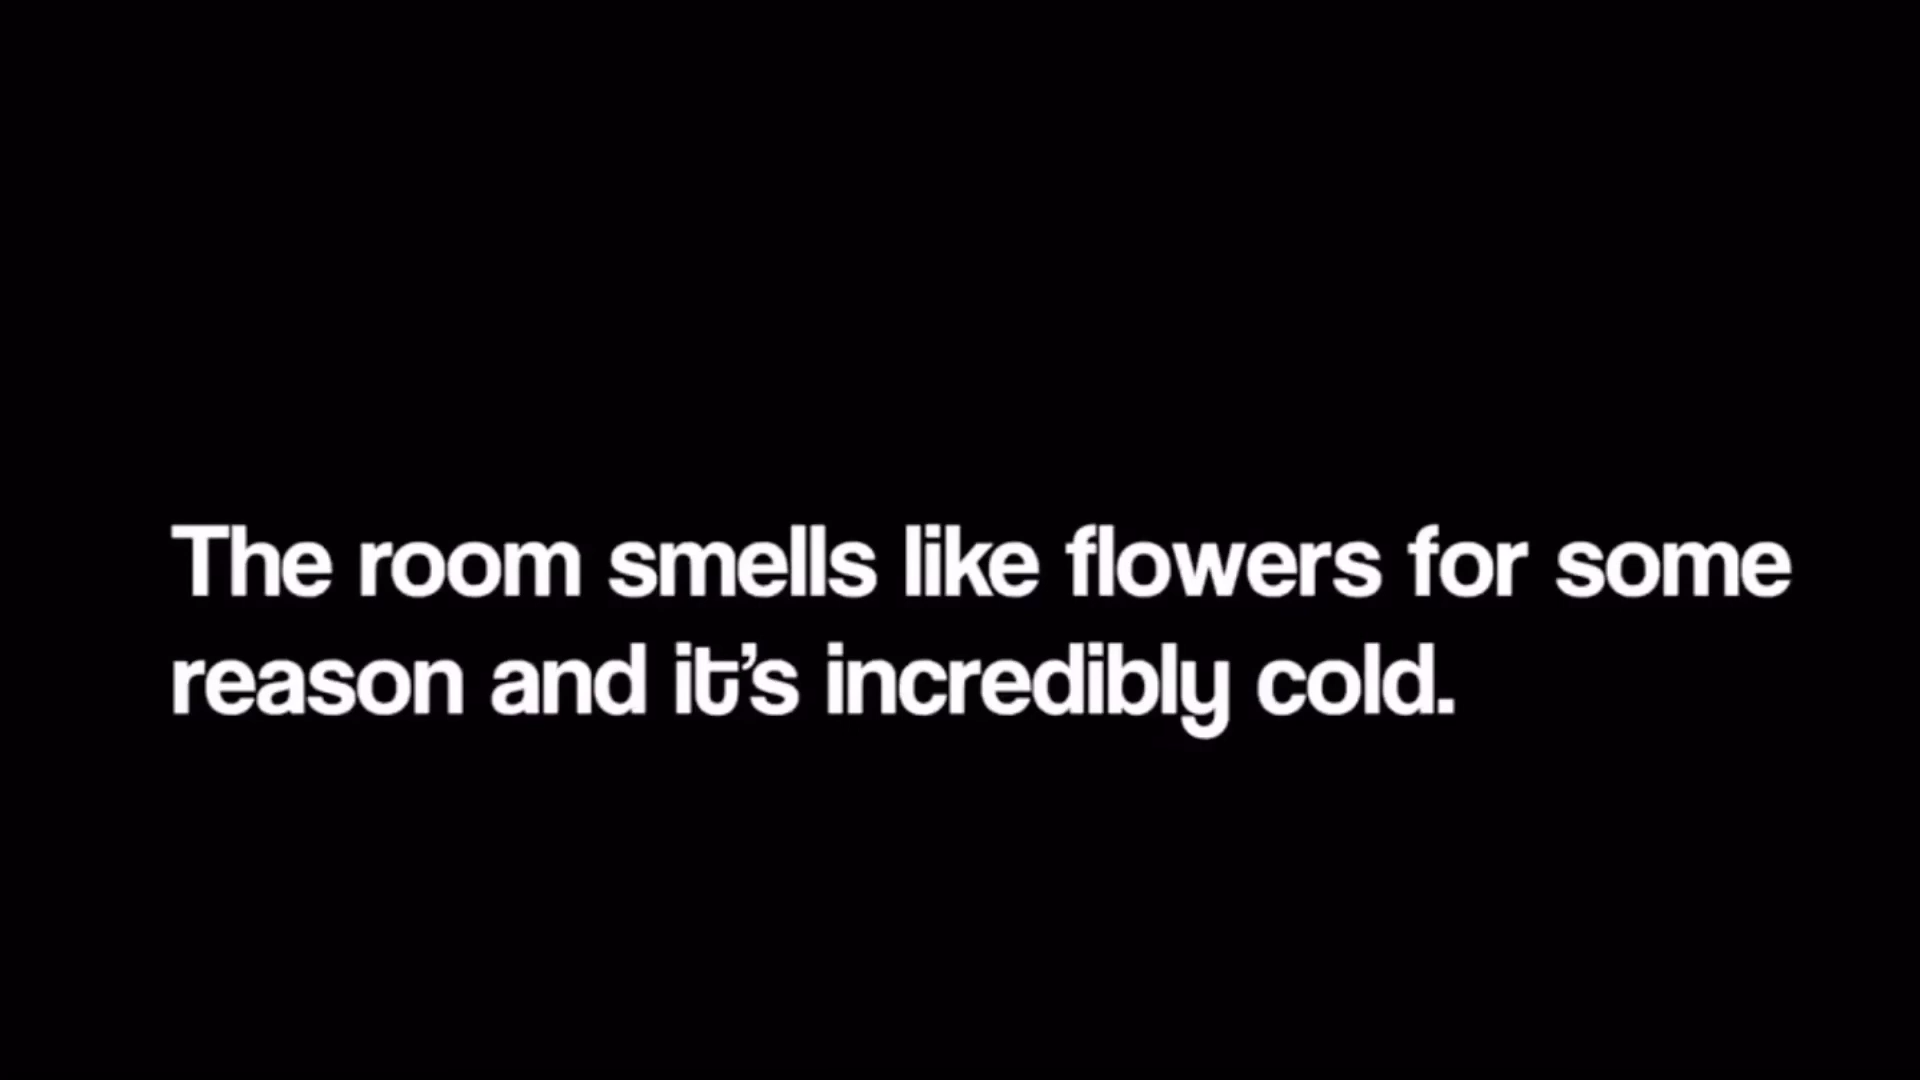 The room smells like flowers for some
reason and it’s incredibly cold.